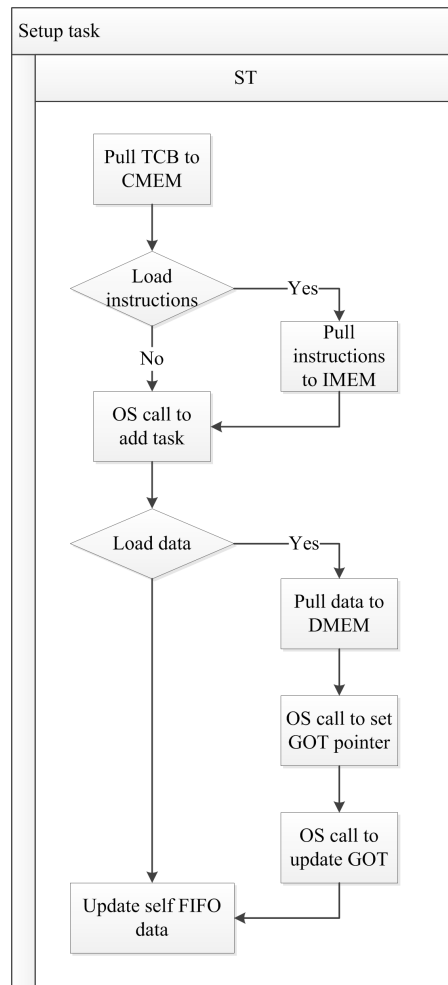 Setup task
ST
Pull TCB to
CMEM
Load
instructions
Yes
Pull
instructions
to IMEM
No
OS call to
add task
Load data
Yes
Pull data to
DMEM
OS call to set
GOT pointer
OS call to
update GOT
Update self FIFO
data